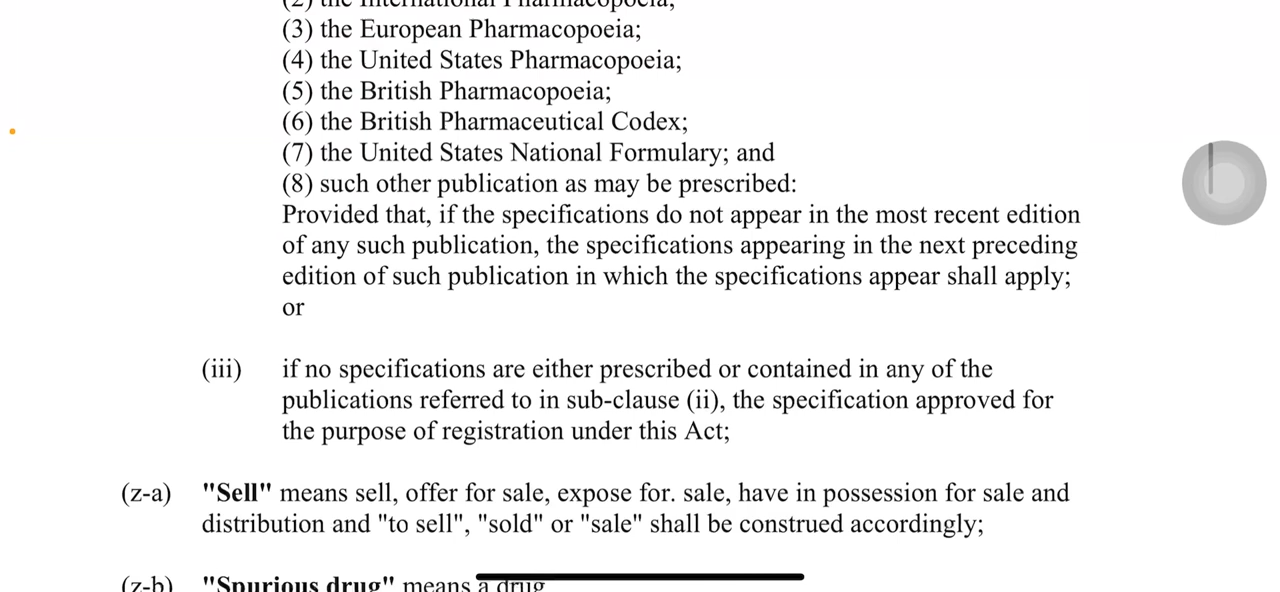 (2) the International Pharmacopoeia;
(3) the European Pharmacopoeia;
(4) the United States Pharmacopoeia;
(5) the British Pharmacopoeia;
(6) the British Pharmaceutical Codex;
(7) the United States National Formulary; and
(8) such other publication as may be prescribed:
Provided that, if the specifications do not appear in the most recent edition
of any such publication, the specifications appearing in the next preceding
edition of such publication in which the specifications appear shall apply;
or
(iii) if no specifications are either prescribed or contained in any of the
publications referred to in sub-clause (ii), the specification approved for
the purpose of registration under this Act;
(z-a) "Sell" means sell, offer for sale, expose for. sale, have in possession for sale and
distribution and "to sell", "sold" or "sale" shall be construed accordingly;
(z-b) "Spurious drug" means a drug